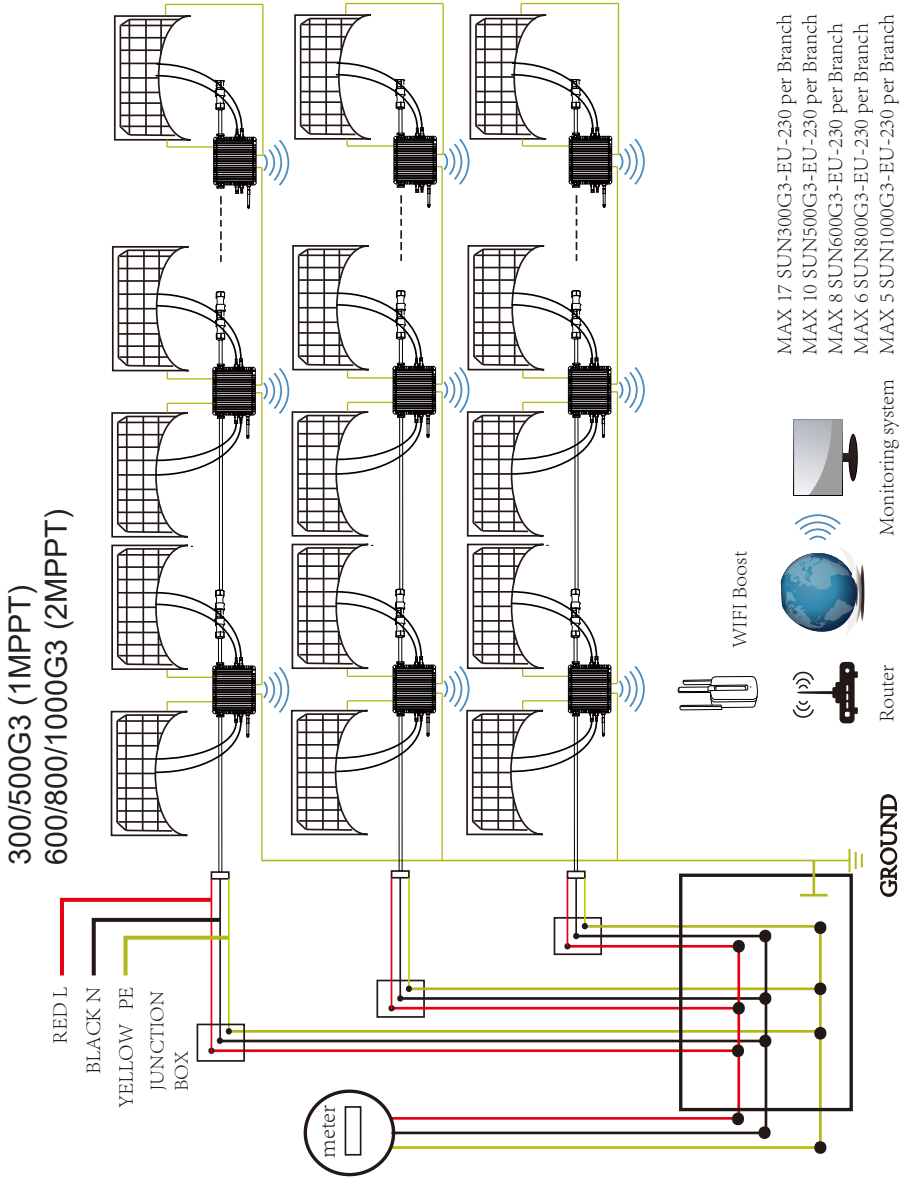 300/500G3 (1MPPT)
600/800/1000G3 (2MPPT)
RED L
BLACK N
YELLOW PE
JUNCTION
BOX
meter
GROUND
WIFI Boost
Router
Monitoring system
MAX 17 SUN300G3-EU-230 per Branch
MAX 10 SUN500G3-EU-230 per Branch
MAX 8 SUN600G3-EU-230 per Branch
MAX 6 SUN800G3-EU-230 per Branch
MAX 5 SUN1000G3-EU-230 per Branch